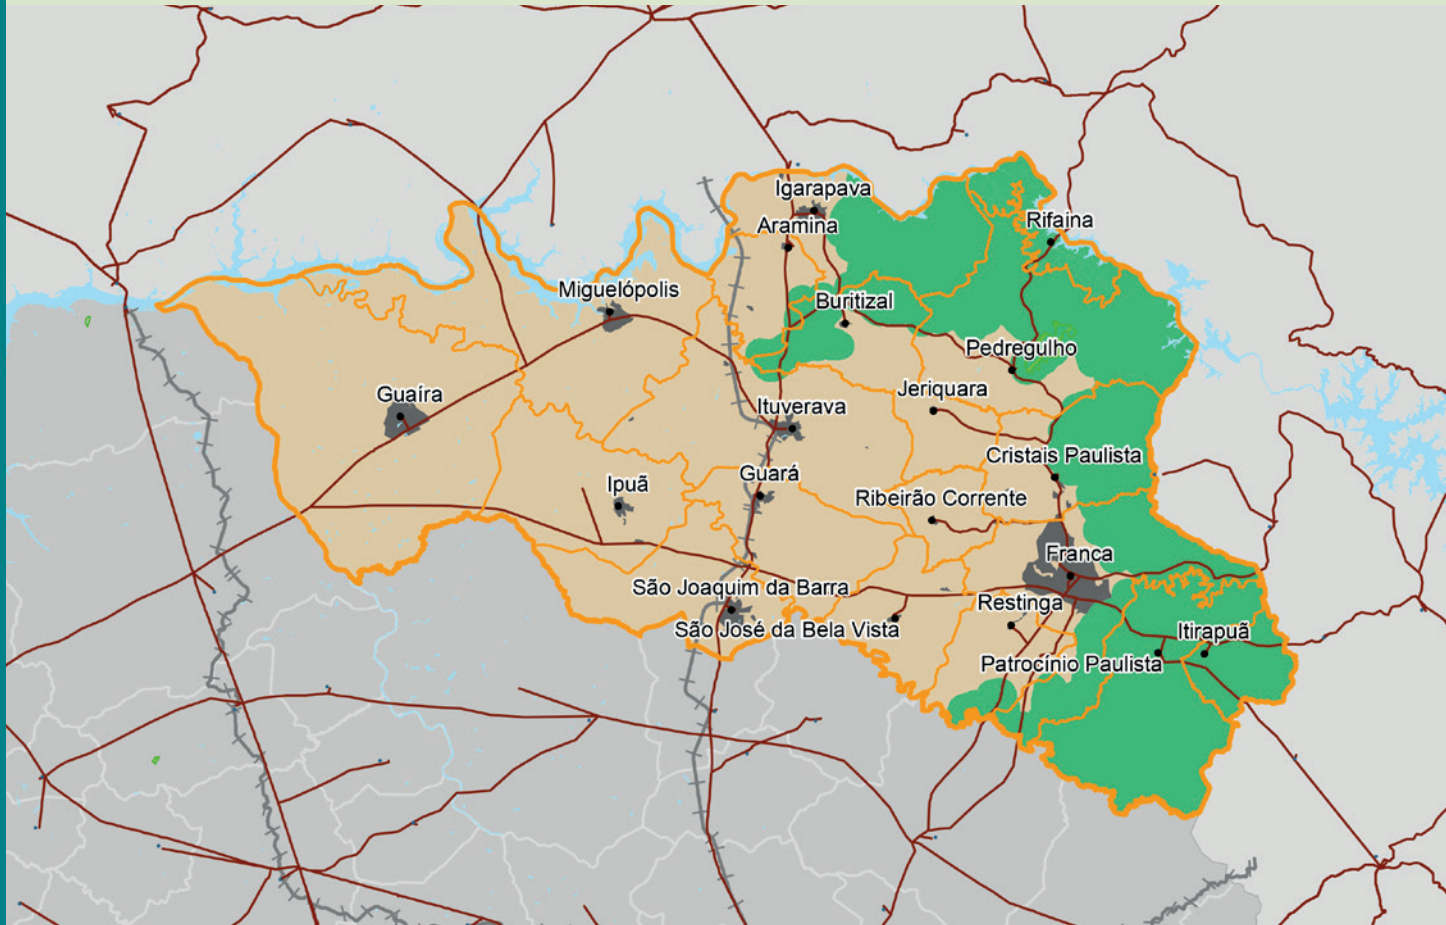 Igarapava
Aramina
Rifaina
Miguelópolis
Buritizal
Pedregulho
Guaíra
Jeriquara
Ituverava
Cristais Paulista
Guará
Ipuã
Ribeirão Corrente
Franca
São Joaquim da Barra
Restinga
São José da Bela Vista
Itirapuã
Patrocínio Paulista